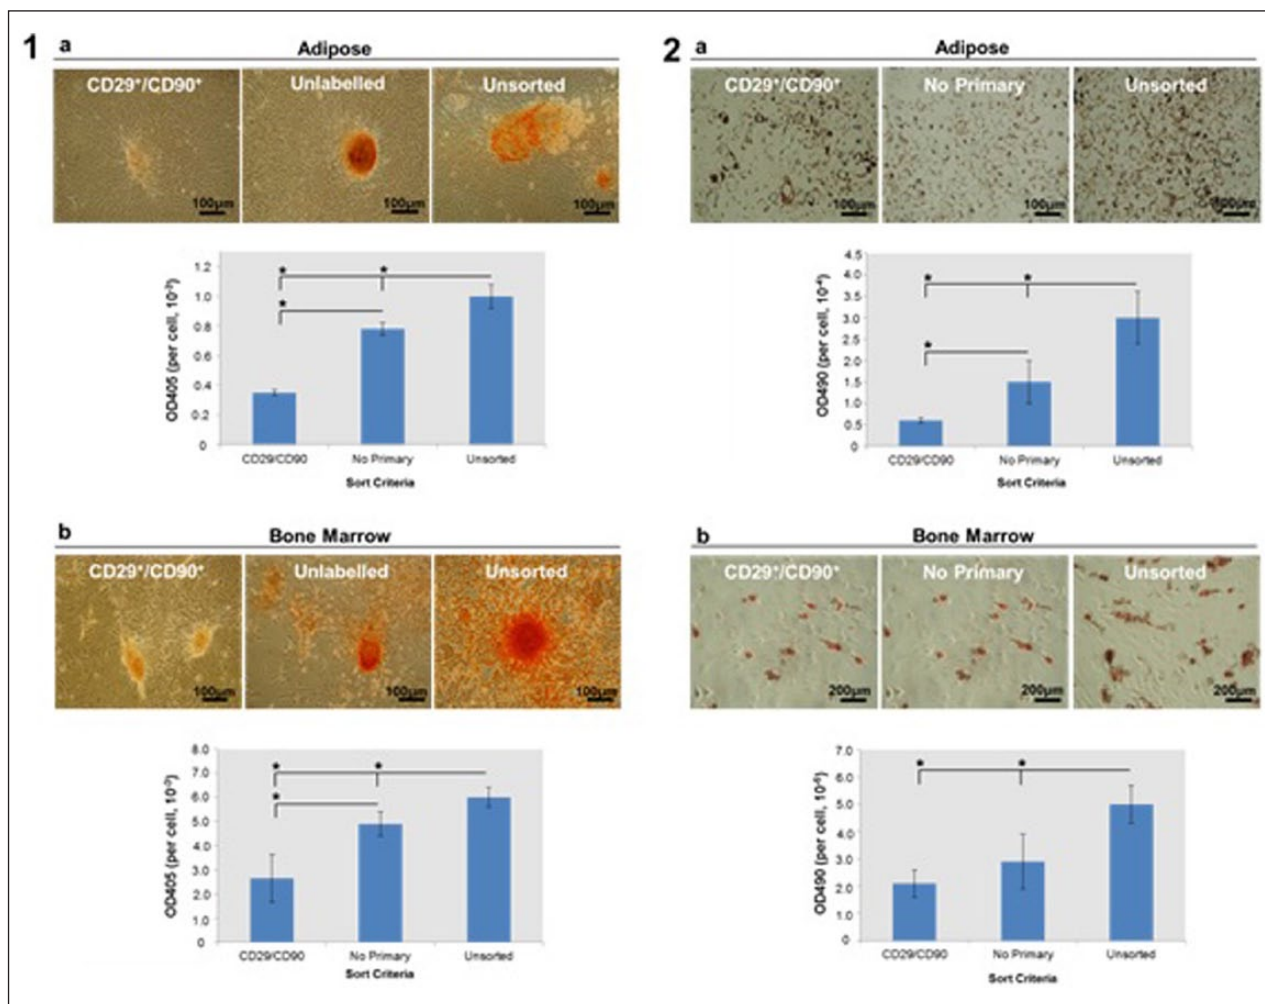 1
a
Adipose
CD29⁺/CD90⁺ Unlabelled Unsorted
100µm 100µm 100µm
1.2
1.0
0.8
0.6
0.4
0.2
0
OD405 (per cell, 10⁻³)
* *
*
CD29/CD90 No Primary Unsorted
Sort Criteria
b
Bone Marrow
CD29⁺/CD90⁺ Unlabelled Unsorted
100µm 100µm 100µm
8.0
7.0
6.0
5.0
4.0
3.0
2.0
1.0
0
OD405 (per cell, 10⁻³)
* *
*
CD29/CD90 No Primary Unsorted
Sort Criteria
2
a
Adipose
CD29⁺/CD90⁺ No Primary Unsorted
100µm 100µm 100µm
4.5
4.0
3.5
3.0
2.5
2.0
1.5
1.0
0.5
0
OD490 (per cell, 10⁻⁴)
* *
*
CD29/CD90 No Primary Unsorted
Sort Criteria
b
Bone Marrow
CD29⁺/CD90⁺ No Primary Unsorted
200µm 200µm 200µm
7.0
6.0
5.0
4.0
3.0
2.0
1.0
0
OD490 (per cell,
* *
CD29/CD90 No Primary Unsorted
Sort Criteria